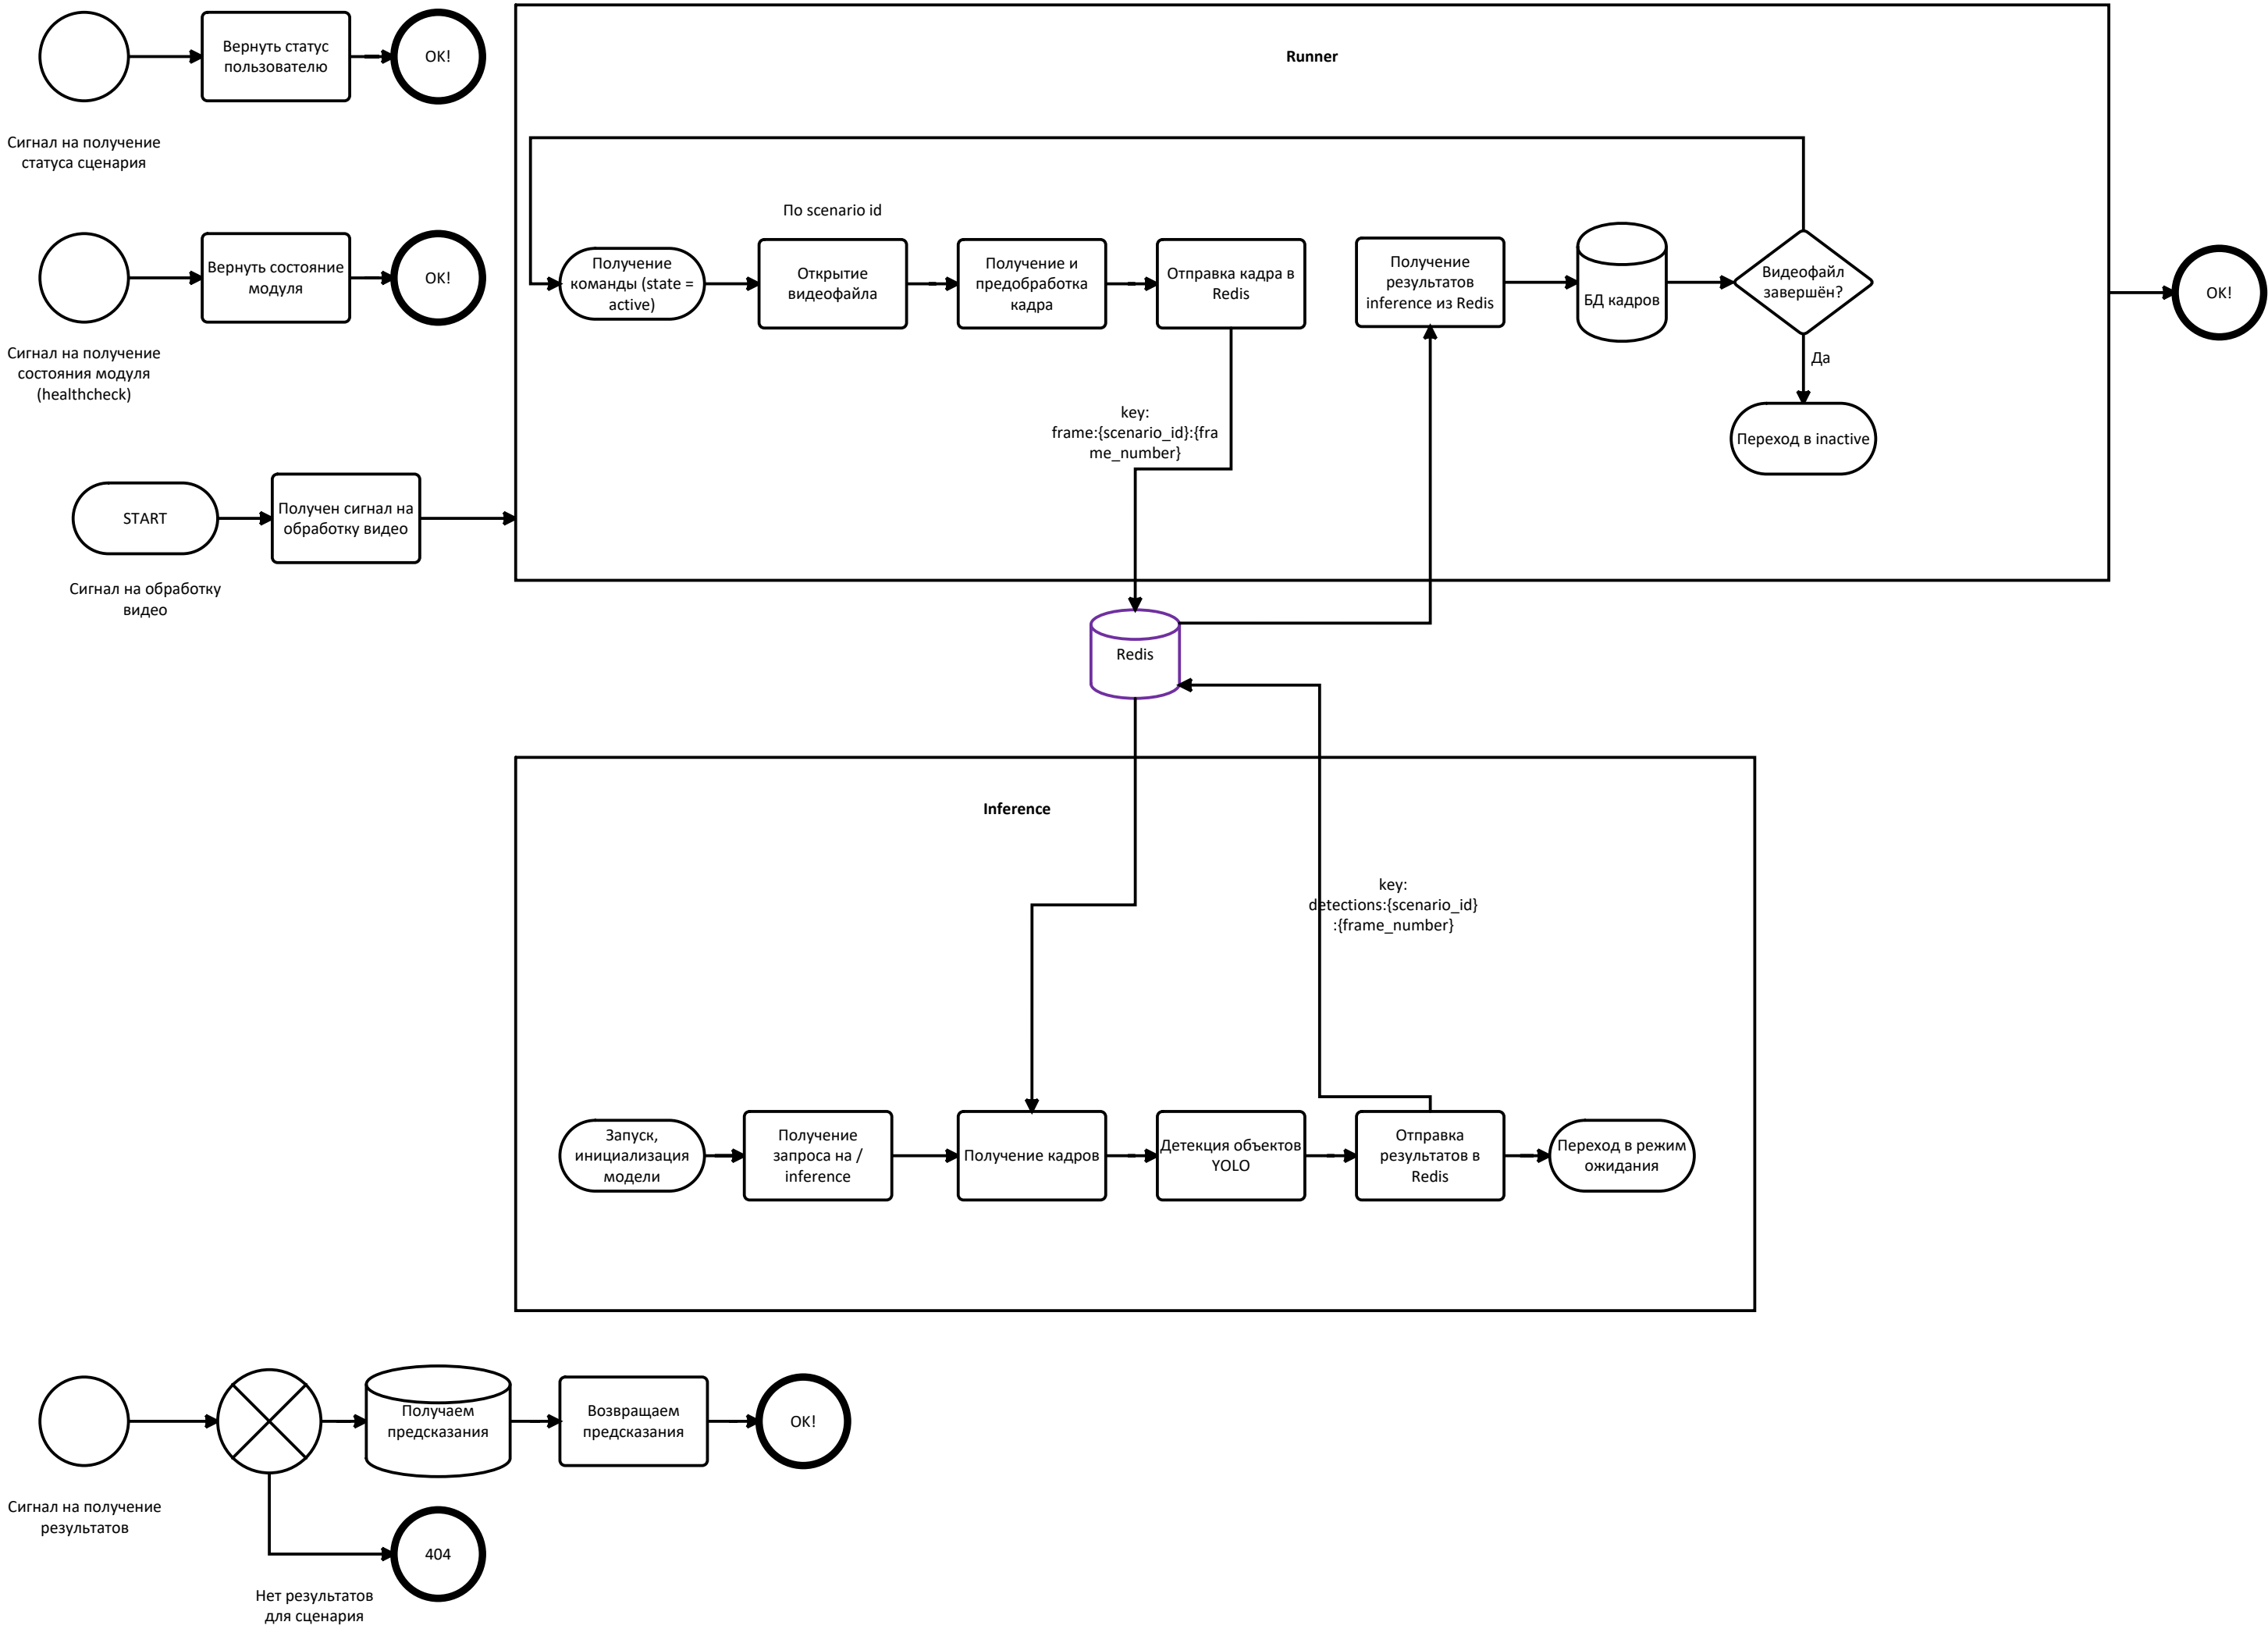 Вернуть статус
пользователю
OK!
Сигнал на получение
статуса сценария
Вернуть состояние
модуля
OK!
Сигнал на получение
состояния модуля
(healthcheck)
START
Получен сигнал на
обработку видео
Сигнал на обработку
видео
Runner
Получение
команды (state =
active)
По scenario id
Открытие
видеофайла
Получение и
предобработка
кадра
Отправка кадра в
Redis
key:
frame:{scenario_id}:{fra
me_number}
Получение
результатов
inference из Redis
БД кадров
Видеофайл
завершён?
Да
Переход в inactive
OK!
Redis
Inference
key:
detections:{scenario_id}
:{frame_number}
Запуск,
инициализация
модели
Получение
запроса на /
inference
Получение кадров
Детекция объектов
YOLO
Отправка
результатов в
Redis
Переход в режим
ожидания
Сигнал на получение
результатов
Получаем
предсказания
Возвращаем
предсказания
OK!
404
Нет результатов
для сценария